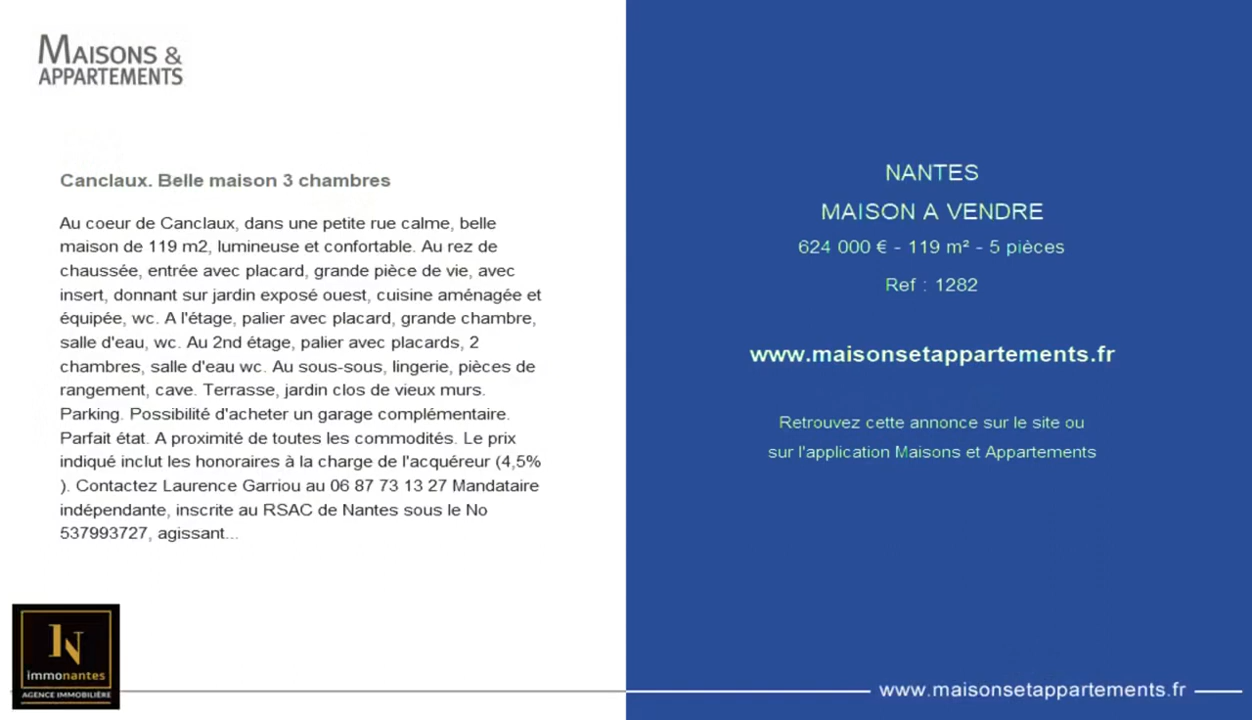 MAISONS &
APPARTEMENTS
Canclaux. Belle maison 3 chambres
Au coeur de Canclaux, dans une petite rue calme, belle
maison de 119 m2, lumineuse et confortable. Au rez de
chaussée, entrée avec placard, grande pièce de vie, avec
insert, donnant sur jardin exposé ouest, cuisine aménagée et
équipée, wc. A l'étage, palier avec placard, grande chambre,
salle d'eau, wc. Au 2nd étage, palier avec placards, 2
chambres, salle d'eau wc. Au sous-sous, lingerie, pièces de
rangement, cave. Terrasse, jardin clos de vieux murs.
Parking. Possibilité d'acheter un garage complémentaire.
Parfait état. A proximité de toutes les commodités. Le prix
indiqué inclut les honoraires à la charge de l'acquéreur (4,5%
). Contactez Laurence Garriou au 06 87 73 13 27 Mandataire
indépendante, inscrite au RSAC de Nantes sous le No
537993727, agissant...
immonantes
AGENCE IMMOBILIÈRE
NANTES
MAISON A VENDRE
624 000 € - 119 m² - 5 pièces
Ref : 1282
www.maisonsetappartements.fr
Retrouvez cette annonce sur le site ou
sur l'application Maisons et Appartements
www.maisonsetappartements.fr